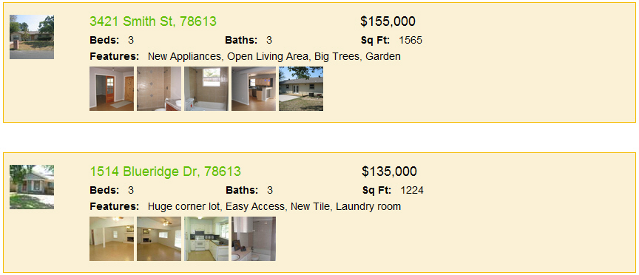 3421 Smith St, 78613 $155,000
Beds: 3 Baths: 3 Sq Ft: 1565
Features: New Appliances, Open Living Area, Big Trees, Garden
1514 Blueridge Dr, 78613 $135,000
Beds: 3 Baths: 3 Sq Ft: 1224
Features: Huge corner lot, Easy Access, New Tile, Laundry room